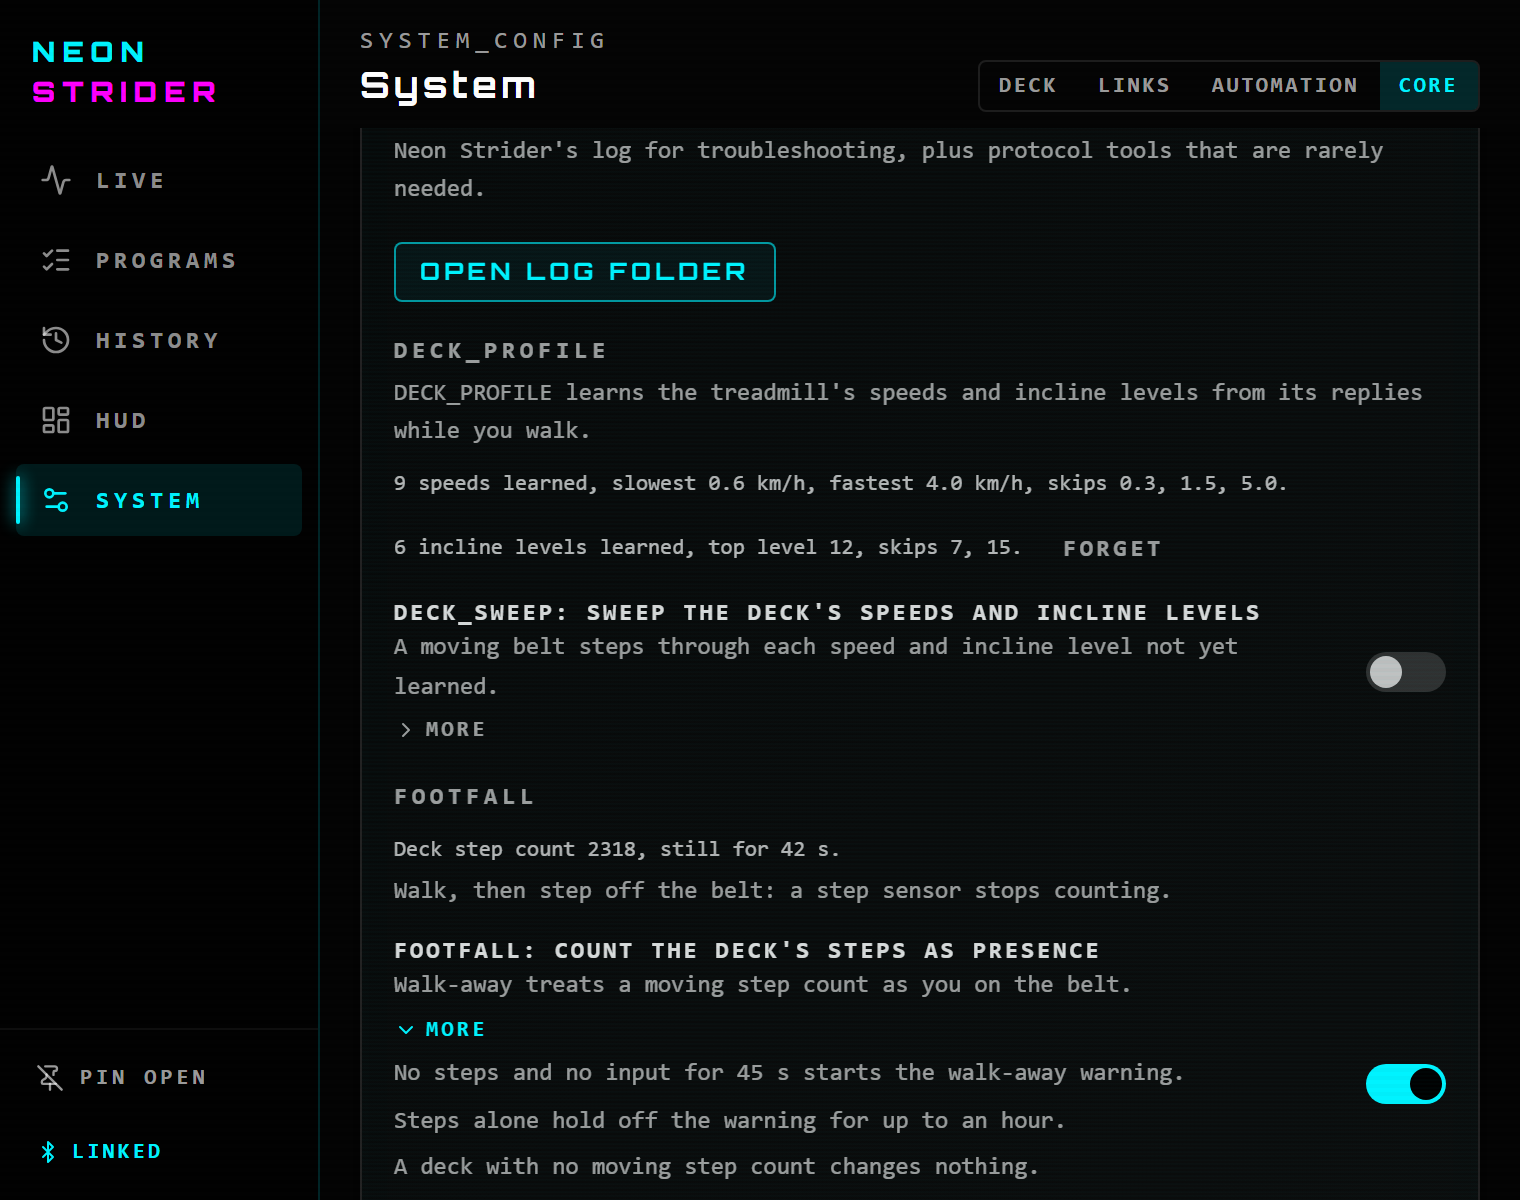 NEON
STRIDER
LIVE
PROGRAMS
HISTORY
HUD
SYSTEM
PIN OPEN
LINKED
SYSTEM_CONFIG
System
DECK LINKS AUTOMATION CORE
Neon Strider's log for troubleshooting, plus protocol tools that are rarely
needed.
OPEN LOG FOLDER
DECK_PROFILE
DECK_PROFILE learns the treadmill's speeds and incline levels from its replies
while you walk.
9 speeds learned, slowest 0.6 km/h, fastest 4.0 km/h, skips 0.3, 1.5, 5.0.
6 incline levels learned, top level 12, skips 7, 15. FORGET
DECK_SWEEP: SWEEP THE DECK'S SPEEDS AND INCLINE LEVELS
A moving belt steps through each speed and incline level not yet
learned.
MORE
FOOTFALL
Deck step count 2318, still for 42 s.
Walk, then step off the belt: a step sensor stops counting.
FOOTFALL: COUNT THE DECK'S STEPS AS PRESENCE
Walk-away treats a moving step count as you on the belt.
MORE
No steps and no input for 45 s starts the walk-away warning.
Steps alone hold off the warning for up to an hour.
A deck with no moving step count changes nothing.